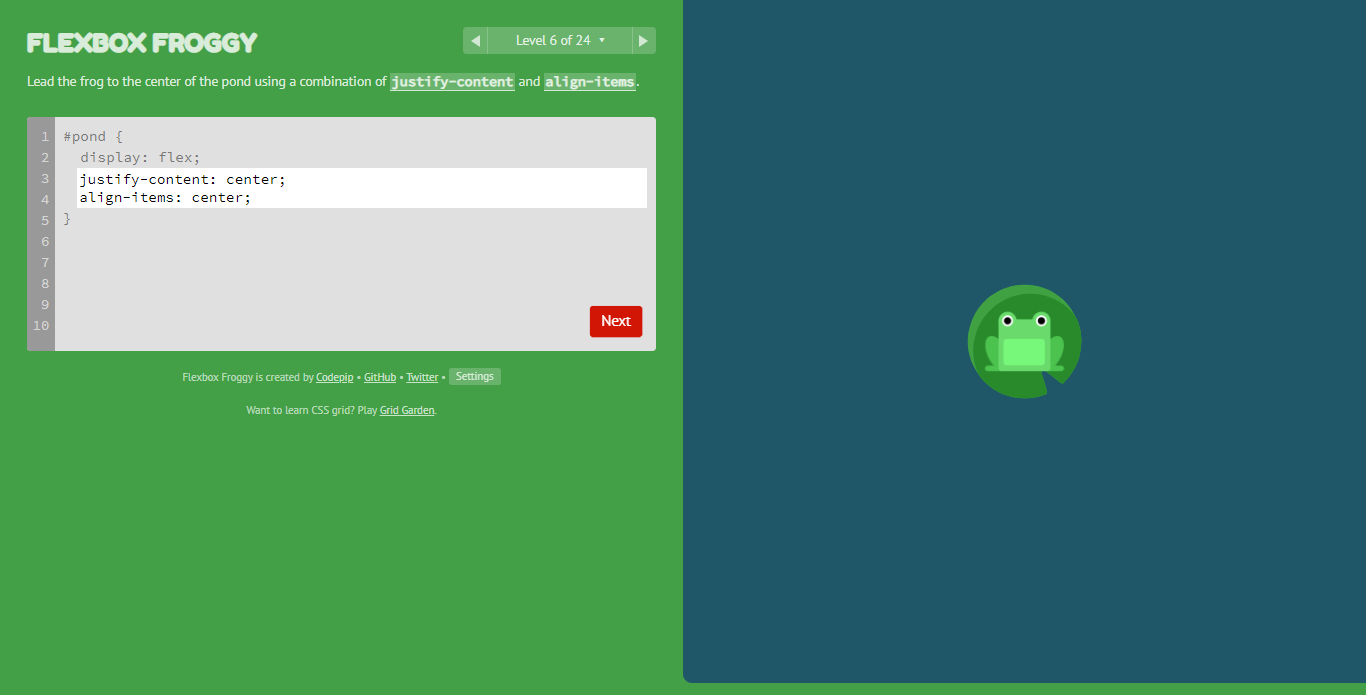 FLEXBOX FROGGY
◀ Level 6 of 24 ▼ ▶
Lead the frog to the center of the pond using a combination of justify-content and align-items.
1 #pond {
2 display: flex;
3 justify-content: center;
4 align-items: center;
5 }
6
7
8
9
10
Next
Flexbox Froggy is created by Codepip • GitHub • Twitter • Settings
Want to learn CSS grid? Play Grid Garden.